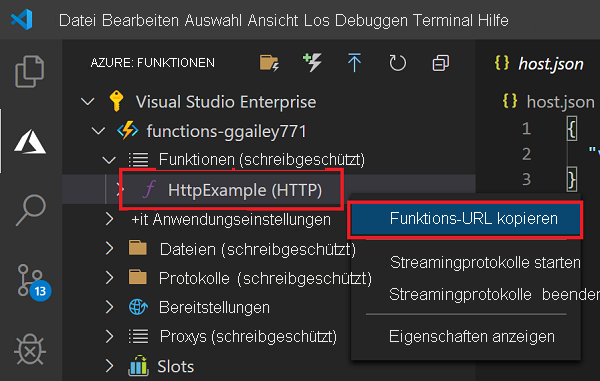 Datei Bearbeiten Auswahl Ansicht Los Debuggen Terminal Hilfe
AZURE: FUNKTIONEN
{} host.json
Visual Studio Enterprise
{} host.json
functions-ggailey771
1 {
Funktionen (schreibgeschützt)
2 "v
HttpExample (HTTP)
3 }
+it Anwendungseinstellungen
Funktions-URL kopieren
Dateien (schreibgeschützt)
Streamingprotokolle starten
Protokolle (schreibgeschützt)
Streamingprotokolle beenden
13
Bereitstellungen
Proxys (schreibgeschützt)
Eigenschaften anzeigen
Slots